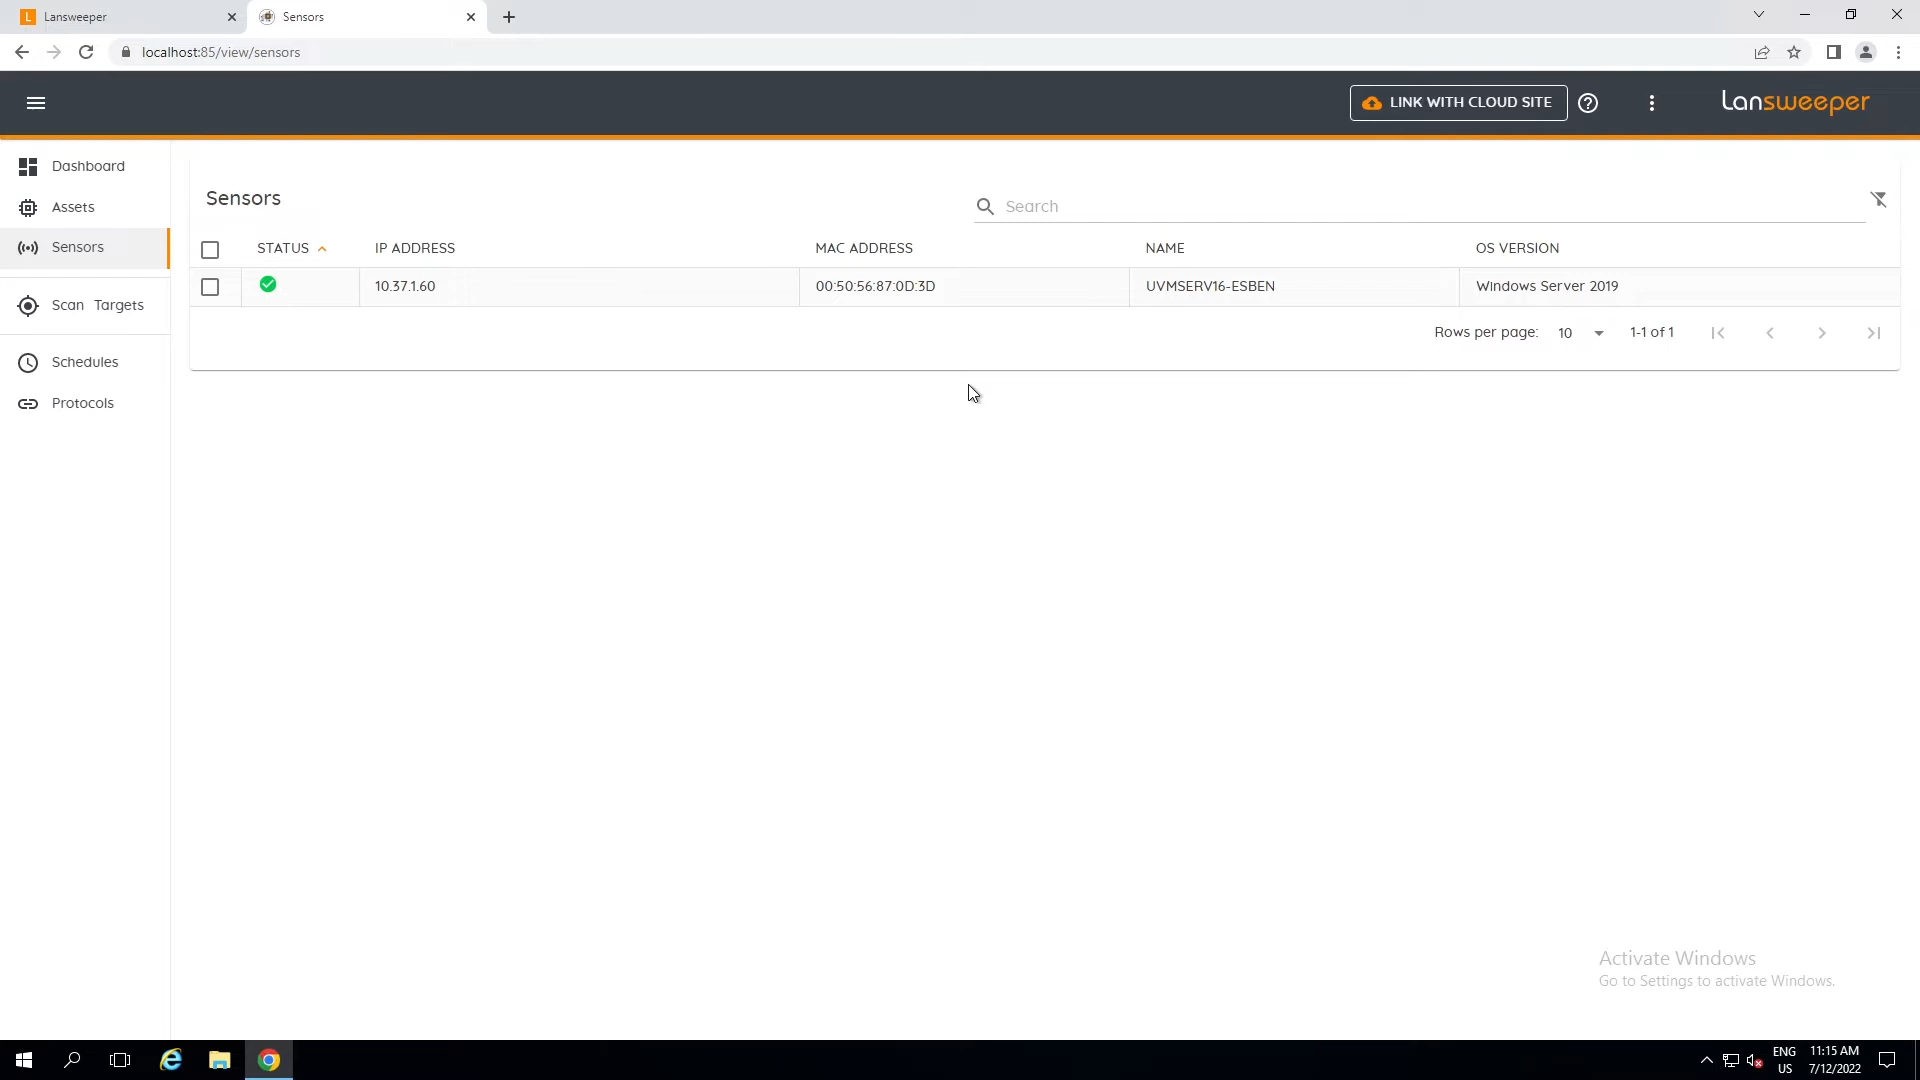 Lansweeper
Sensors
localhost:85/view/sensors
LINK WITH CLOUD SITE
Lansweeper
Dashboard
Assets
Sensors
Scan Targets
Schedules
Protocols
Sensors
Search
STATUS IP ADDRESS MAC ADDRESS NAME OS VERSION
10.37.1.60 00:50:56:87:0D:3D UVMSERV16-ESBEN Windows Server 2019
Rows per page: 10 1-1 of 1
Activate Windows
Go to Settings to activate Windows.
ENG
US
11:15 AM
7/12/2022